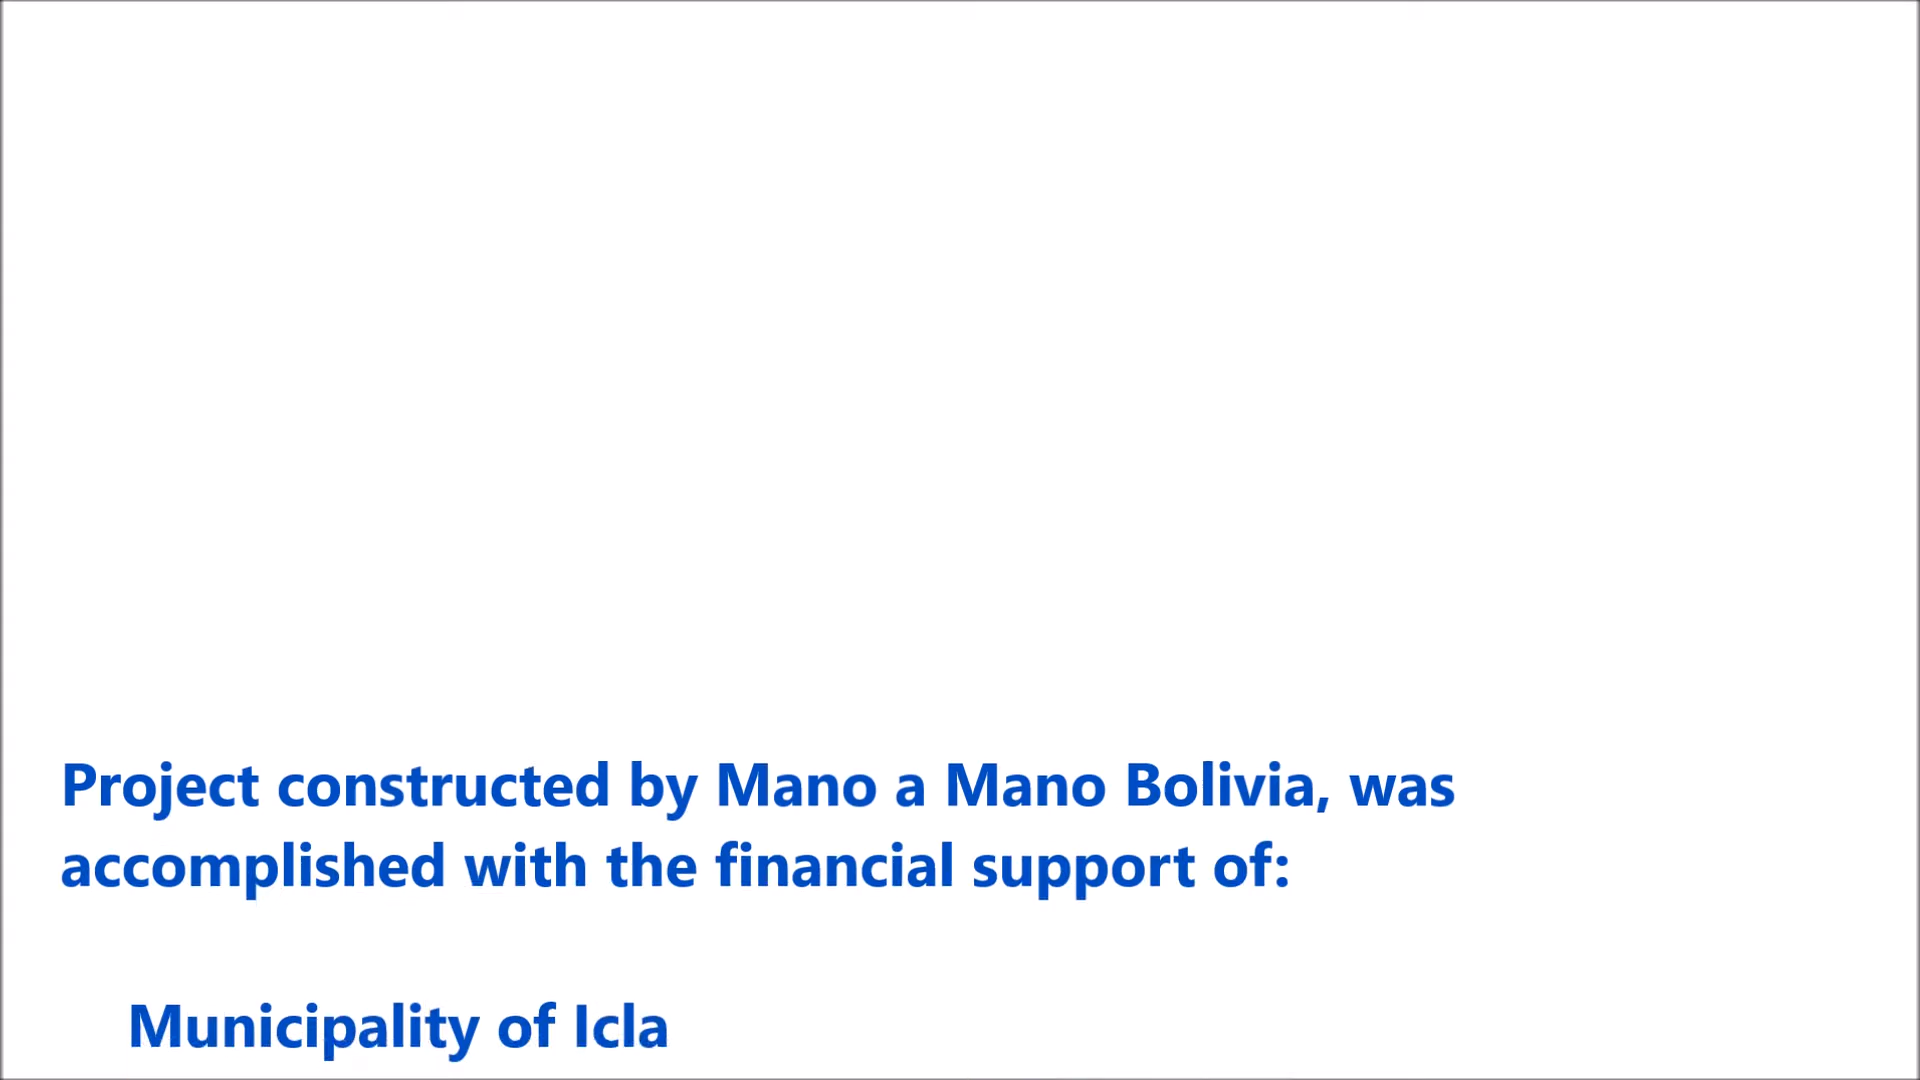 Project constructed by Mano a Mano Bolivia, was
accomplished with the financial support of:
Municipality of Icla